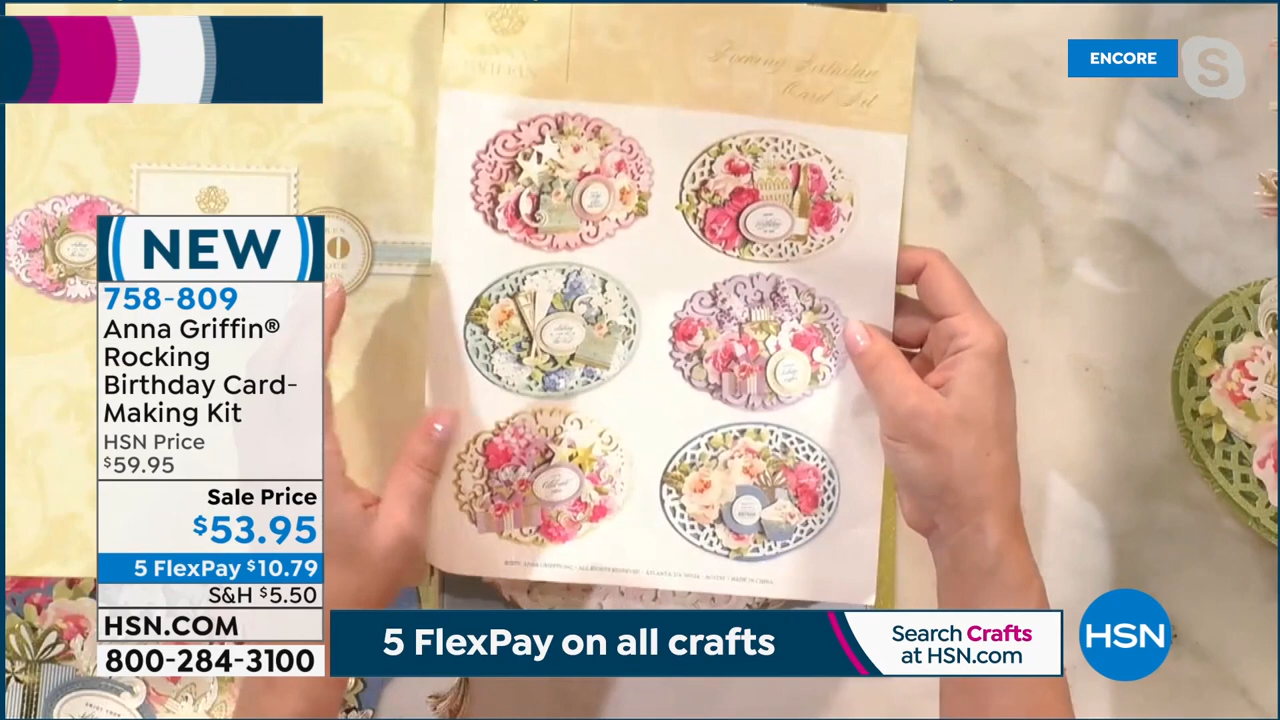 ENCORE
S
Rocking Birthday
Card Kit
NEW
758-809
Anna Griffin®
Rocking
Birthday Card-
Making Kit
HSN Price
$59.95
Sale Price
$53.95
5 FlexPay $10.79
S&H $5.50
HSN.COM
800-284-3100
5 FlexPay on all crafts
Search Crafts
at HSN.com
HSN